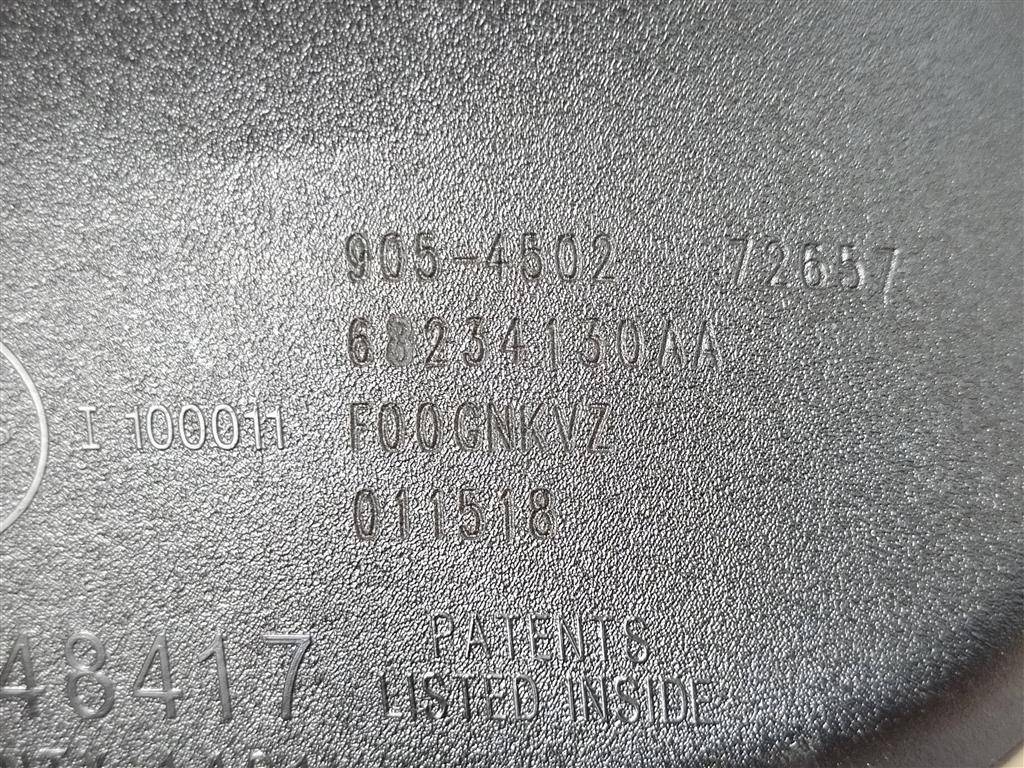 905-4502 72657
68234130AA
I 100011 F00GNKVZ
011518
48417
PATENTS
LISTED INSIDE